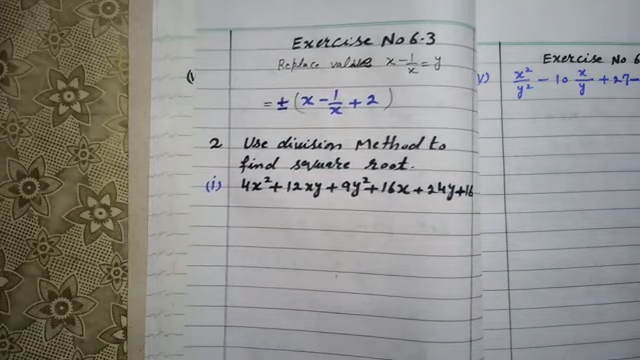 Exercise No 6.3
Replace values x - 1/x = y
(
= ± (x - 1/x + 2)
2 Use division Method to
find square root.
(i) 4x² + 12xy + 9y² + 16x + 24y + 16
Exercise No 6
v) x²/y² - 10 x/y + 27 -